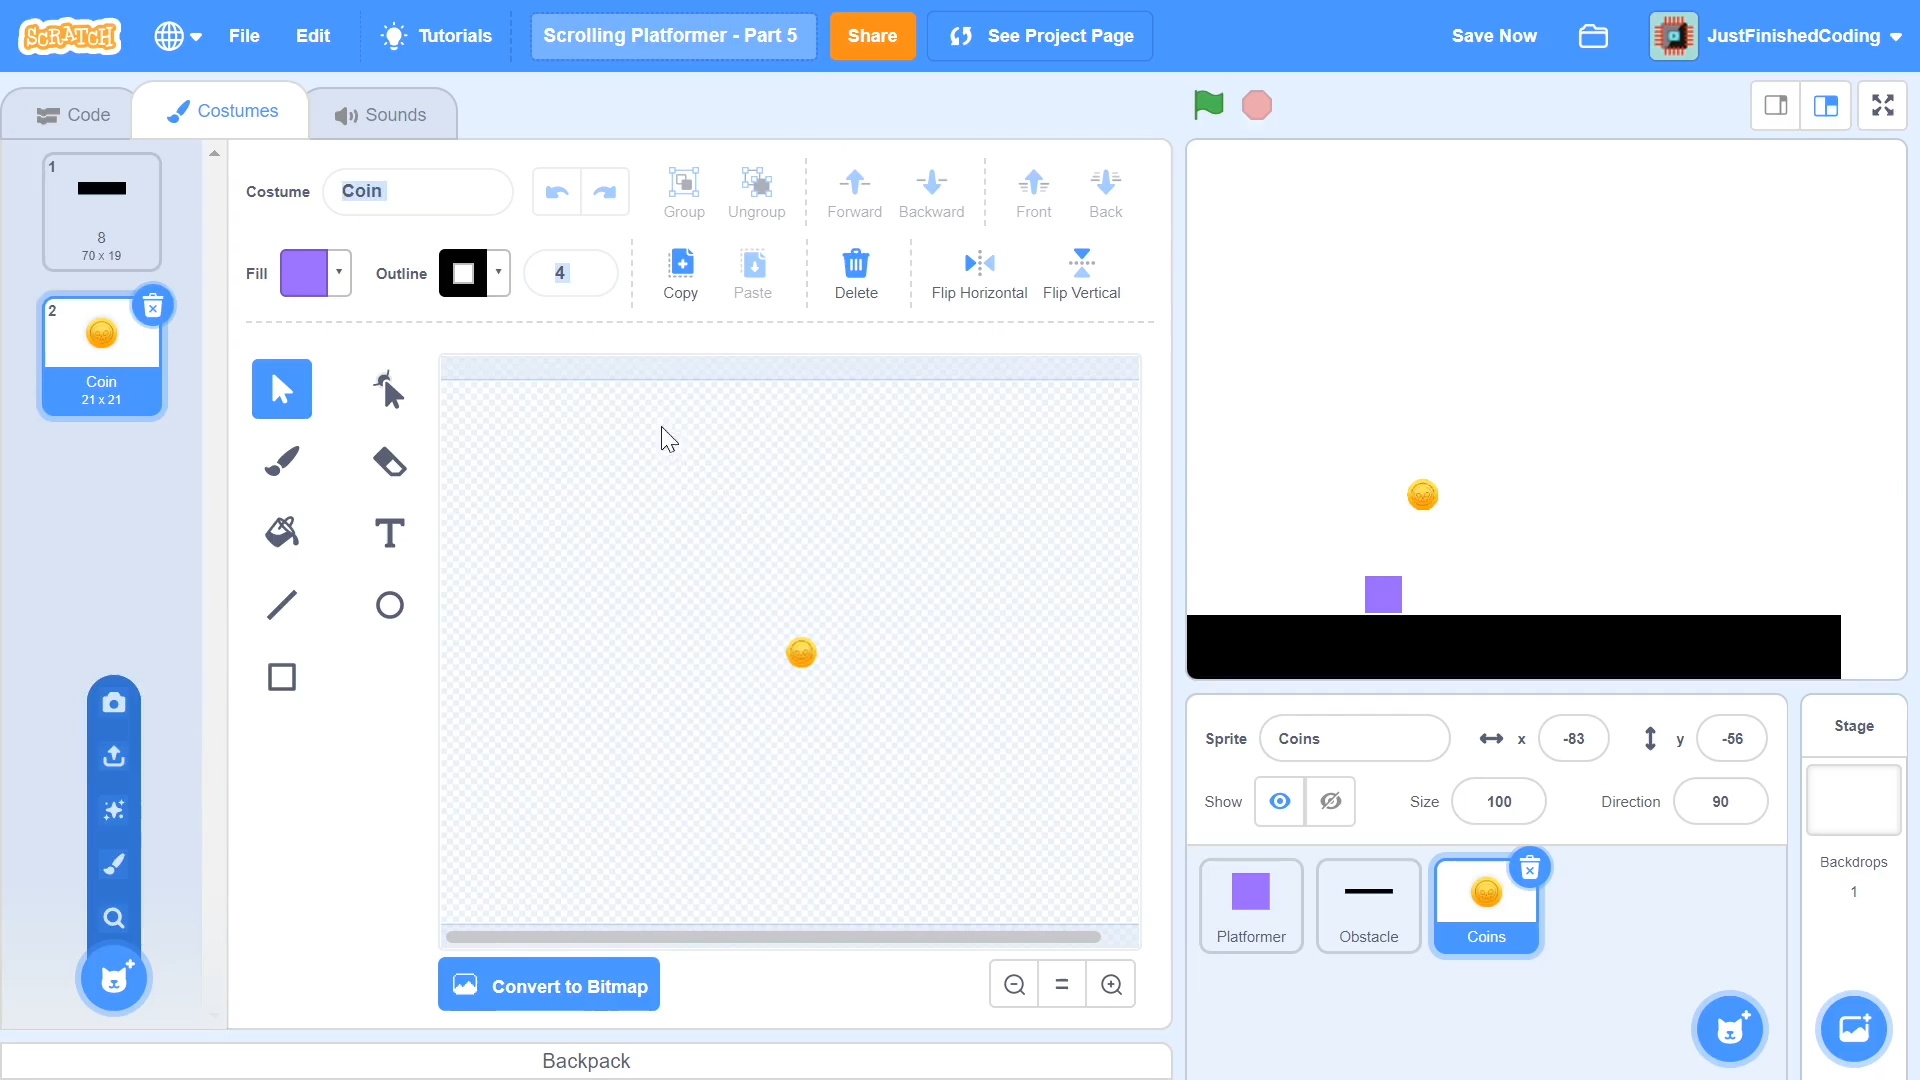 SCRATCH File Edit Tutorials Scrolling Platformer - Part 5 Share See Project Page Save Now JustFinishedCoding
Code Costumes Sounds
1
8
70 x 19
2
Coin
21 x 21
Costume Coin Group Ungroup Forward Backward Front Back
Fill Outline 4 Copy Paste Delete Flip Horizontal Flip Vertical
Convert to Bitmap
Backpack
Sprite Coins x -83 y -56
Show Size 100 Direction 90
Platformer Obstacle Coins
Stage
Backdrops
1